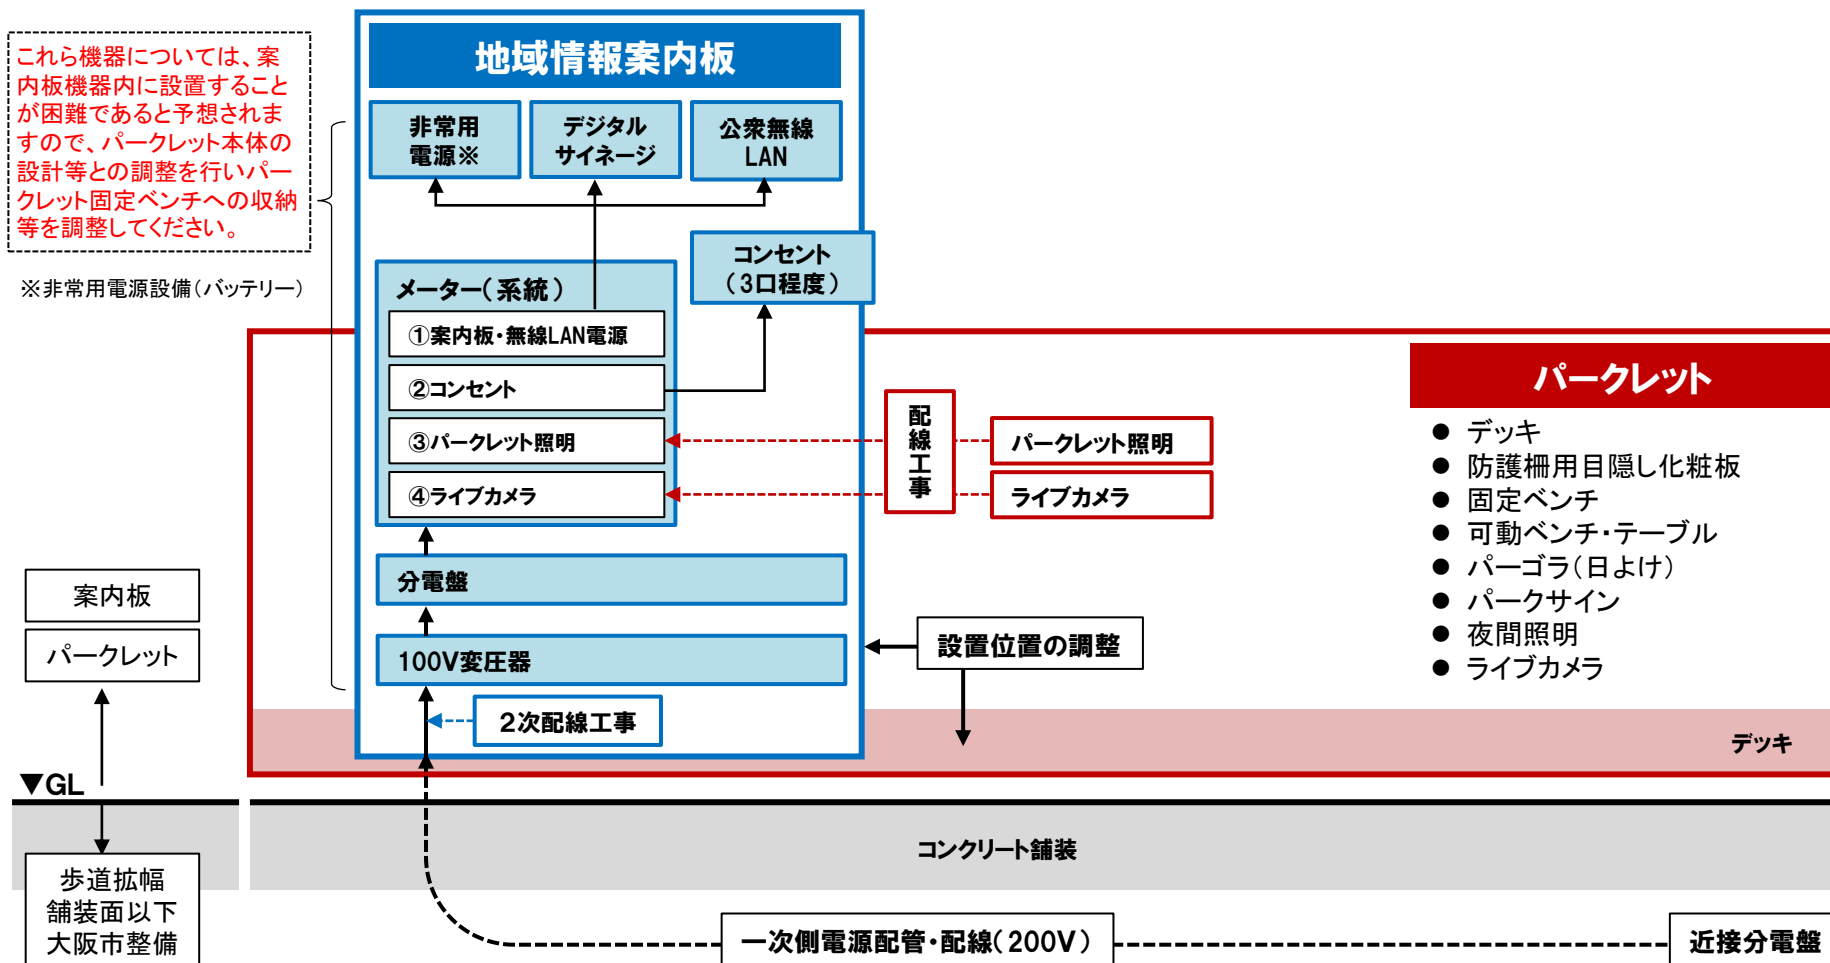 これら機器については、案
内板機器内に設置すること
が困難であると予想されま
すので、パークレット本体の
設計等との調整を行いパー
クレット固定ベンチへの収納
等を調整してください。
※非常用電源設備(バッテリー)
地域情報案内板
非常用
電源※
デジタル
サイネージ
公衆無線
LAN
コンセント
(3口程度)
メーター(系統)
①案内板・無線LAN電源
②コンセント
③パークレット照明
④ライブカメラ
配線工事
パークレット照明
ライブカメラ
分電盤
100V変圧器
2次配線工事
設置位置の調整
パークレット
● デッキ
● 防護柵用目隠し化粧板
● 固定ベンチ
● 可動ベンチ・テーブル
● パーゴラ(日よけ)
● パークサイン
● 夜間照明
● ライブカメラ
デッキ
案内板
パークレット
▼GL
コンクリート舗装
歩道拡幅
舗装面以下
大阪市整備
一次側電源配管・配線(200V)
近接分電盤